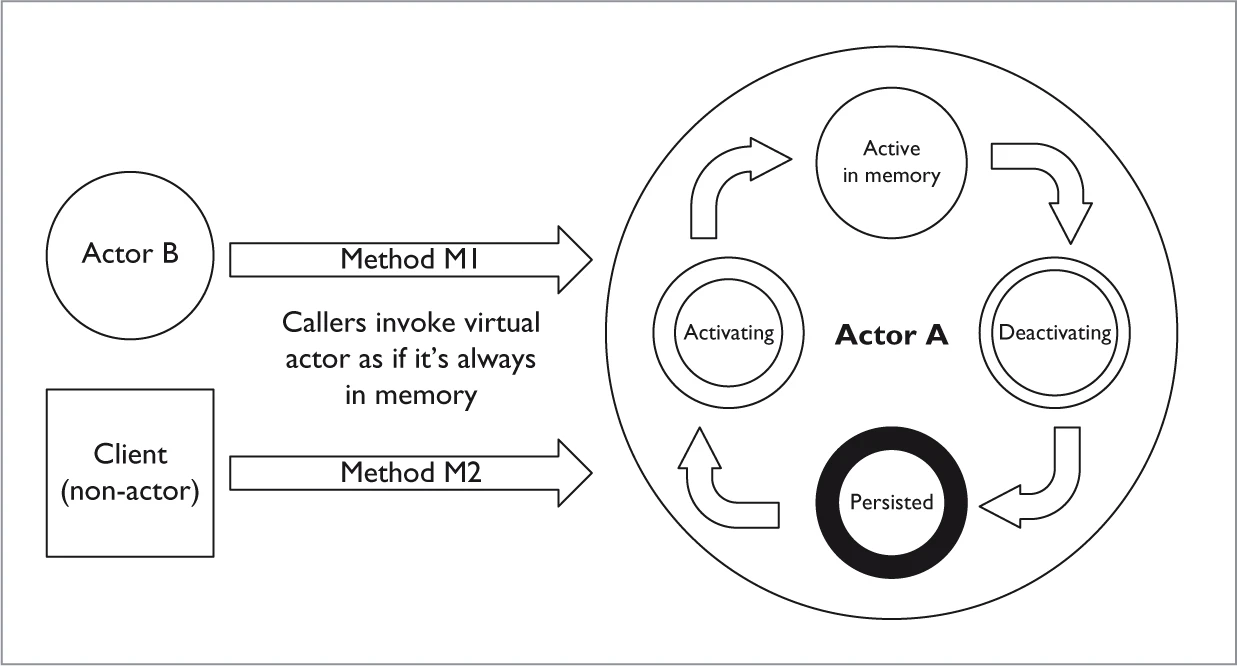 Actor B
Method M1
Callers invoke virtual
actor as if it’s always
in memory
Client
(non-actor)
Method M2
Active
in memory
Activating
Actor A
Deactivating
Persisted